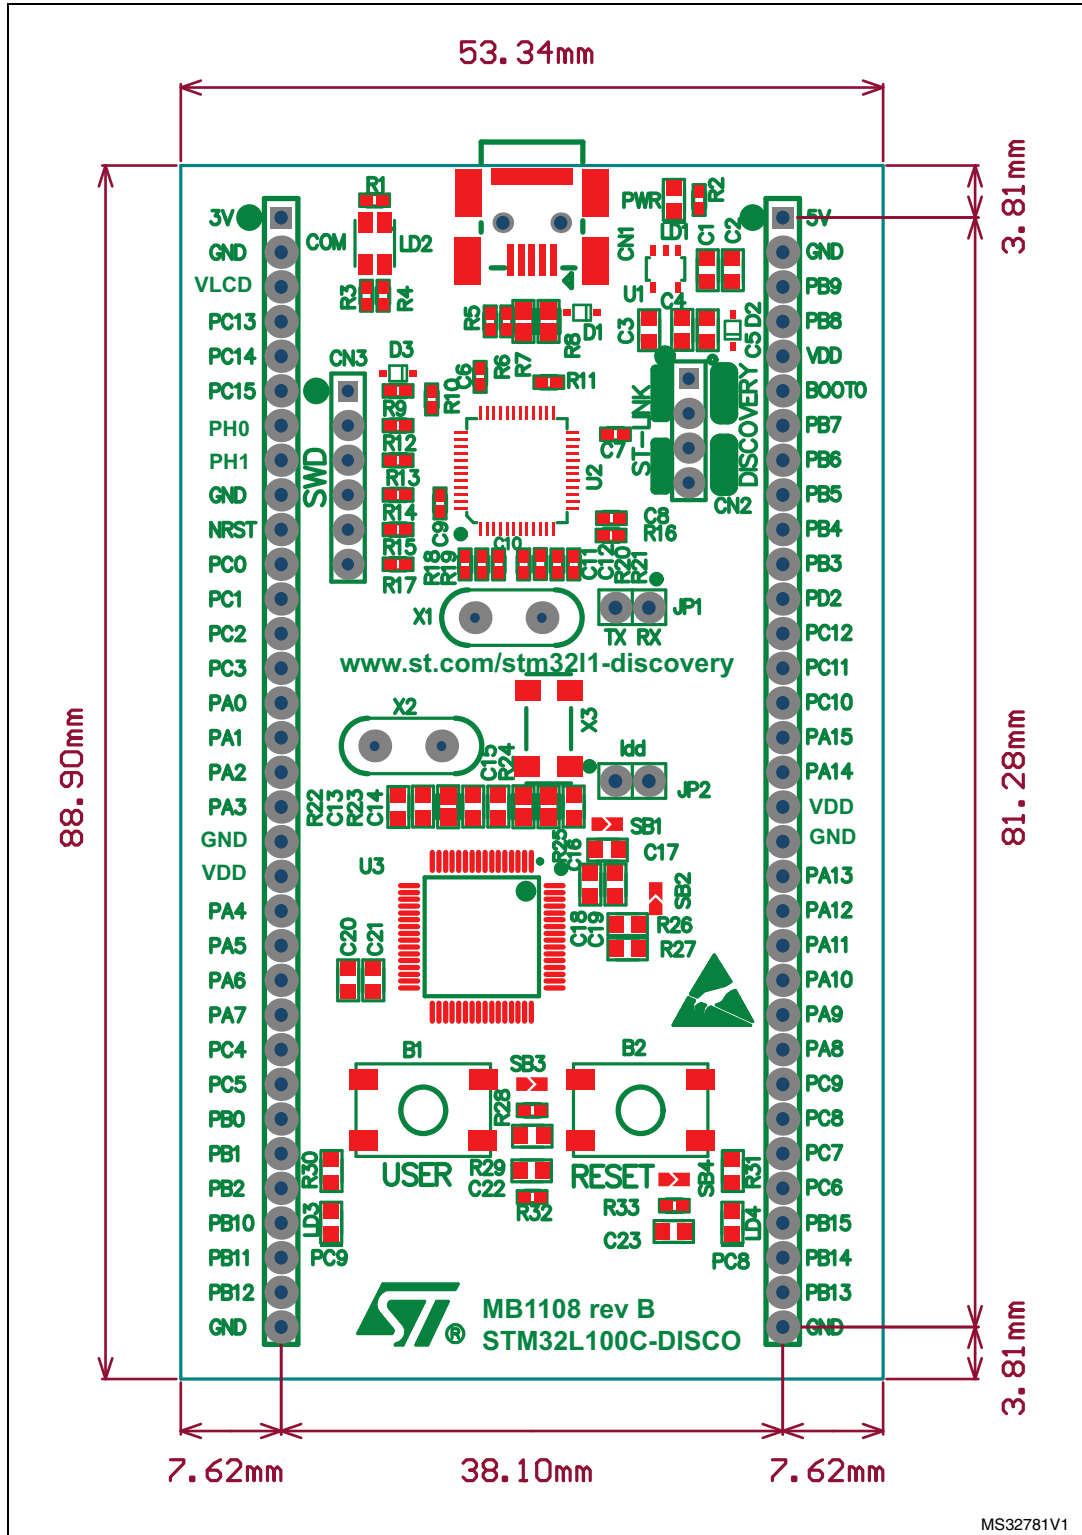 53.34mm
3.81mm
88.90mm
81.28mm
3.81mm
7.62mm
38.10mm
7.62mm
3V
GND
VLCD
PC13
PC14
PC15
PH0
PH1
GND
NRST
PC0
PC1
PC2
PC3
PA0
PA1
PA2
PA3
GND
VDD
PA4
PA5
PA6
PA7
PC4
PC5
PB0
PB1
PB2
PB10
PB11
PB12
GND
5V
GND
PB9
PB8
VDD
BOOT0
PB7
PB6
PB5
PB4
PB3
PD2
PC12
PC11
PC10
PA15
PA14
VDD
GND
PA13
PA12
PA11
PA10
PA9
PA8
PC9
PC8
PC7
PC6
PB15
PB14
PB13
GND
R1
COM
LD2
R3
R4
PWR
R2
LD1
CN1
C1
C2
U1
C4
C3
D2
C5
R5
R6
R7
R8
D1
CN3
D3
R9
R10
C6
R11
R12
R13
R14
R15
R17
SWD
C9
U2
C7
ST-LINK
DISCOVERY
CN2
C8
R16
R18
R19
C10
C11
C12
R20
R21
X1
JP1
TX RX
www.st.com/stm32l1-discovery
X2
X3
C15
R24
Idd
JP2
R22
C13
R23
C14
SB1
R25
C16
C17
U3
SB2
C18
C19
R26
R27
C20
C21
B1
SB3
B2
R28
USER
RESET
R29
C22
R32
SB4
R30
R31
R33
LD3
LD4
C23
PC9
PC8
ST®
MB1108 rev B
STM32L100C-DISCO
MS32781V1